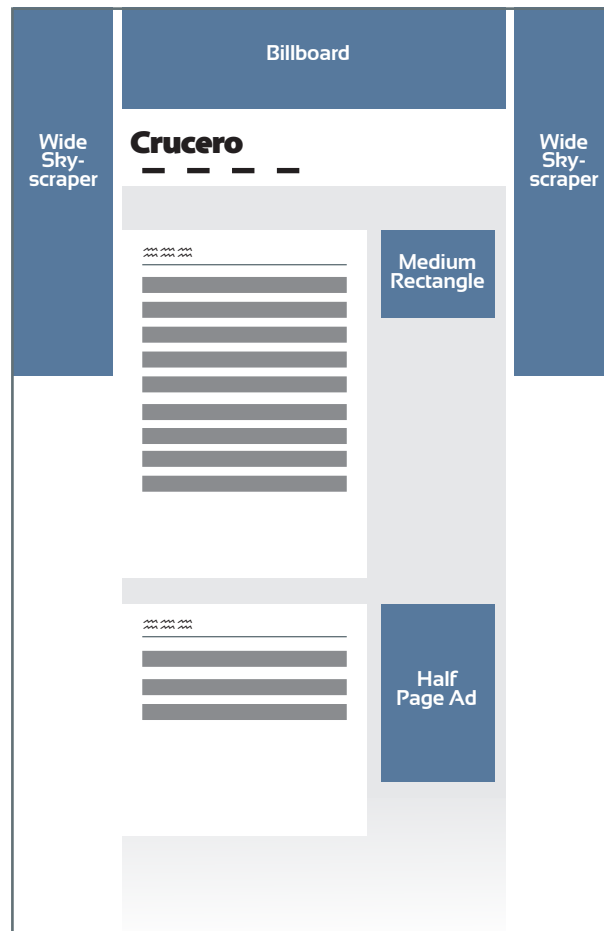 Billboard
Wide
Sky-
scraper
Crucero
Wide
Sky-
scraper
Medium
Rectangle
Half
Page Ad